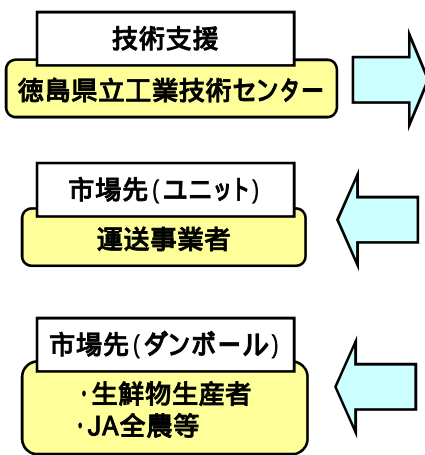 技術支援
徳島県立工業技術センター
市場先(ユニット)
運送事業者
市場先(ダンボール)
・生鮮物生産者
・JA全農等